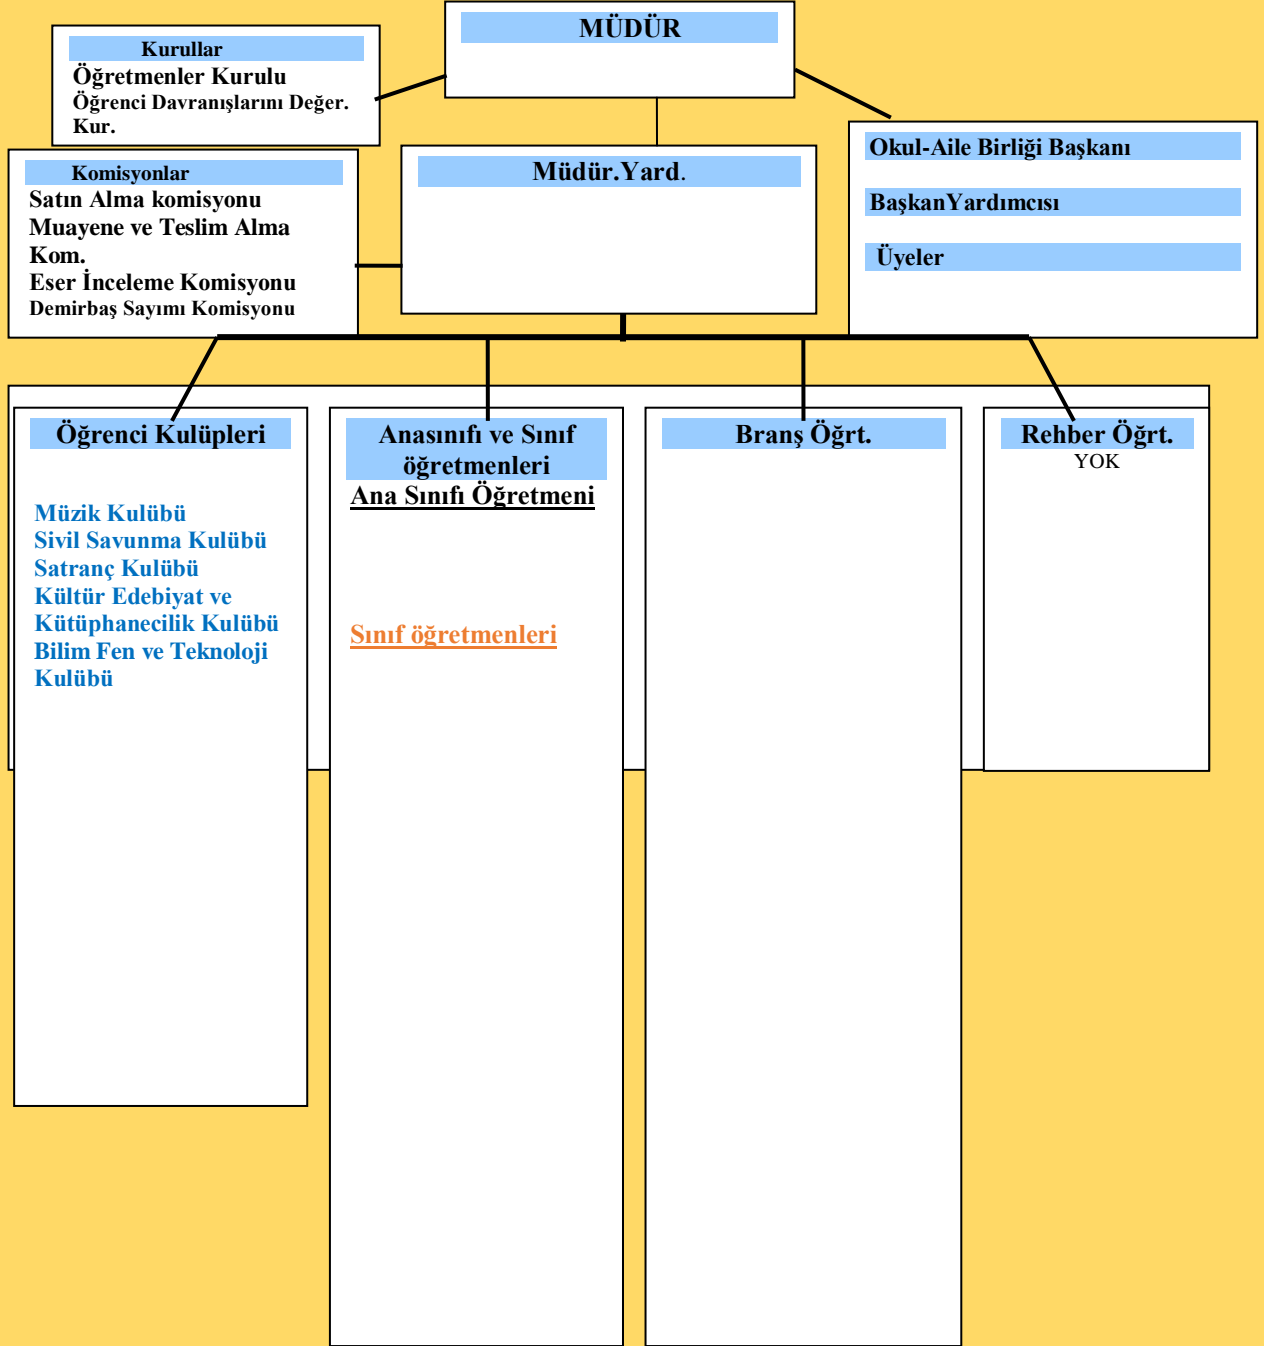 MÜDÜR
Kurullar
Öğretmenler Kurulu
Öğrenci Davranışlarını Değer.
Kur.
Komisyonlar
Satın Alma komisyonu
Muayene ve Teslim Alma
Kom.
Eser İnceleme Komisyonu
Demirbaş Sayımı Komisyonu
Müdür.Yard.
Okul-Aile Birliği Başkanı
BaşkanYardımcısı
Üyeler
Öğrenci Kulüpleri
Müzik Kulübü
Sivil Savunma Kulübü
Satranç Kulübü
Kültür Edebiyat ve
Kütüphanecilik Kulübü
Bilim Fen ve Teknoloji
Kulübü
Anasınıfı ve Sınıf
öğretmenleri
Ana Sınıfı Öğretmeni
Sınıf öğretmenleri
Branş Öğrt.
Rehber Öğrt.
YOK